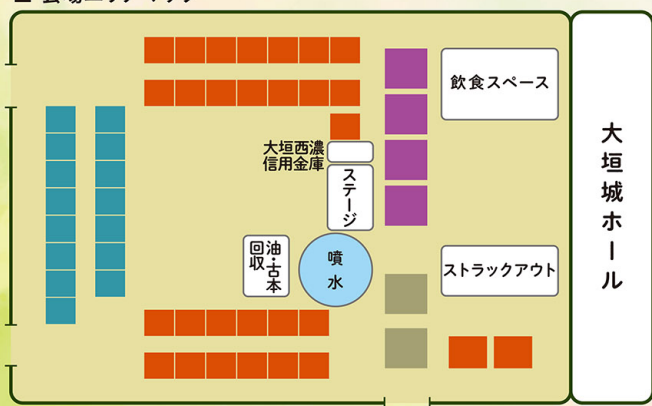 飲食スペース
大垣西濃
信用金庫
ステージ
油・古本
回収
噴
水
ストラックアウト
大垣城ホール